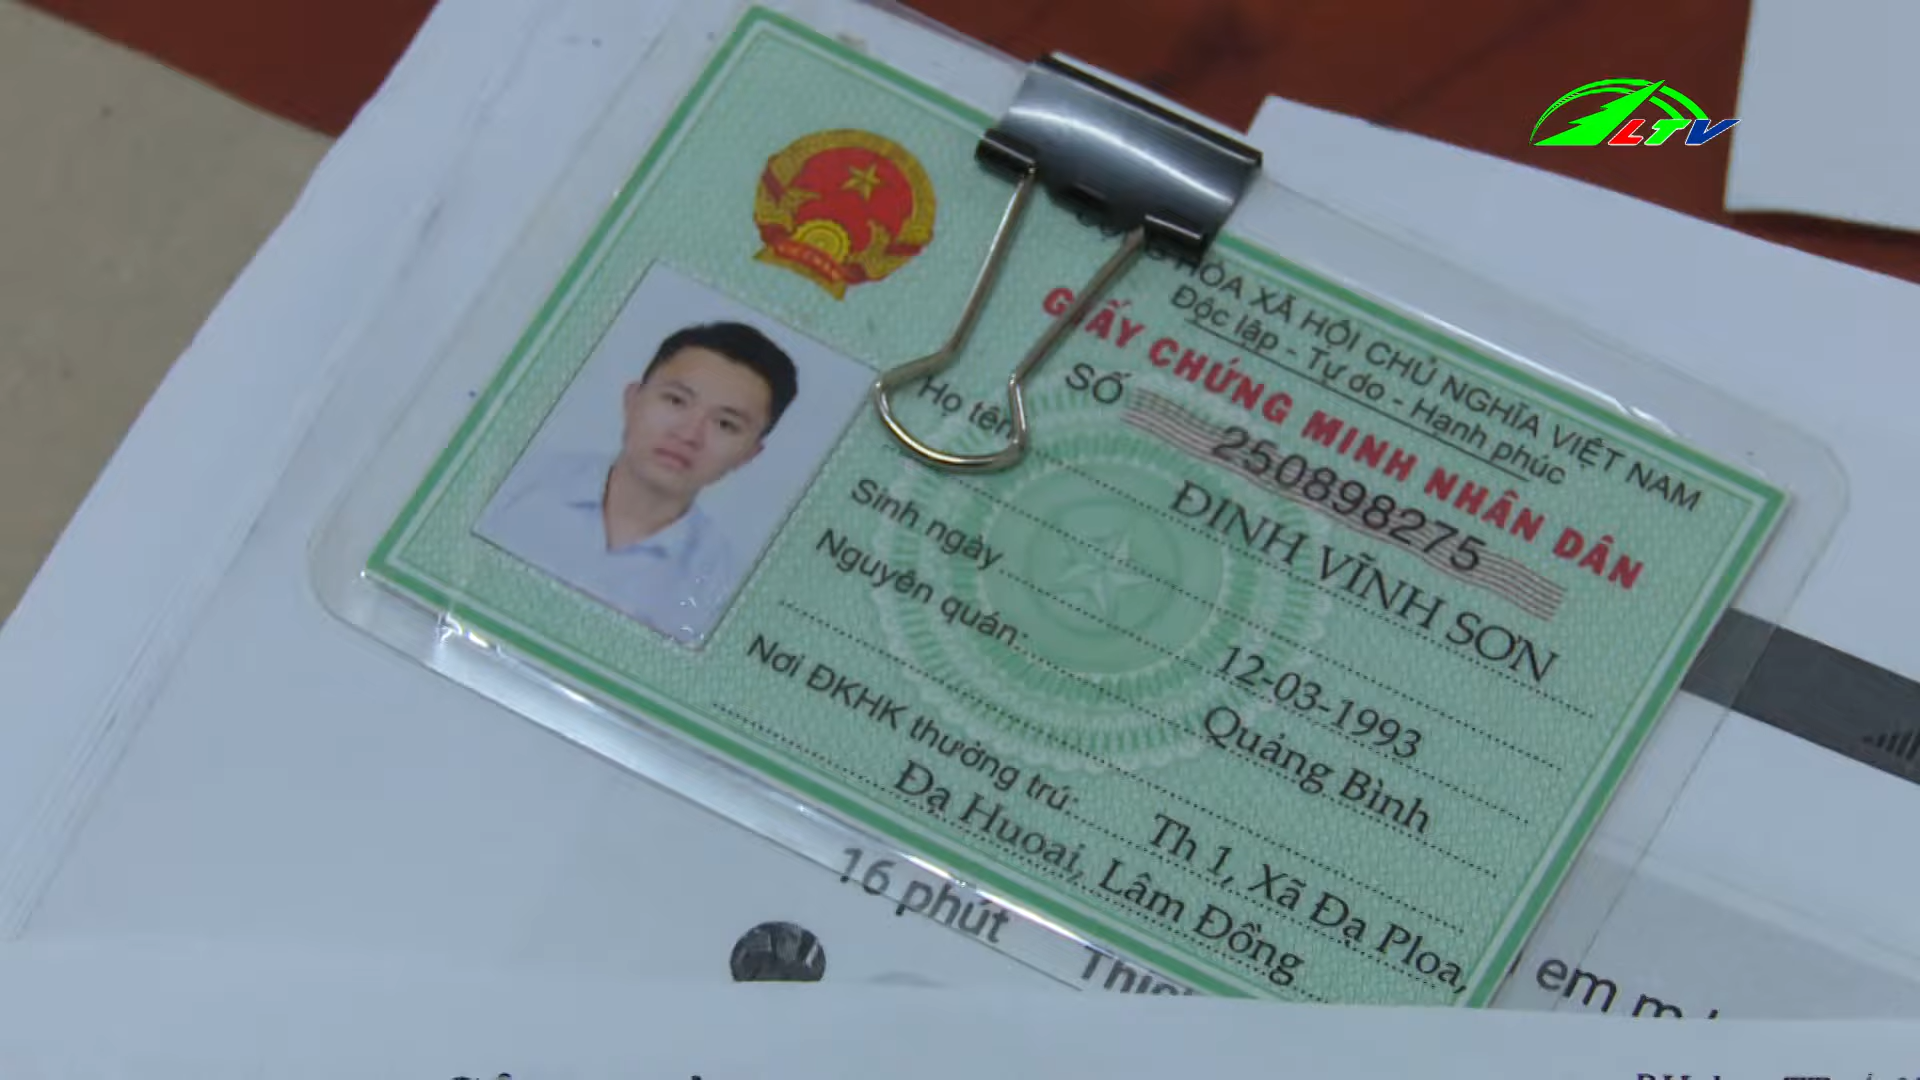 LTV
HÒA XÃ HỘI CHỦ NGHĨA VIỆT NAM
Độc lập - Tự do - Hạnh phúc
GIẤY CHỨNG MINH NHÂN DÂN
SỐ 250898275
Họ tên
ĐINH VĨNH SƠN
Sinh ngày 12-03-1993
Nguyên quán: Quảng Bình
Nơi ĐKHK thường trú: Th 1, Xã Đạ Ploa,
Đạ Huoai, Lâm Đồng
16 phút
em